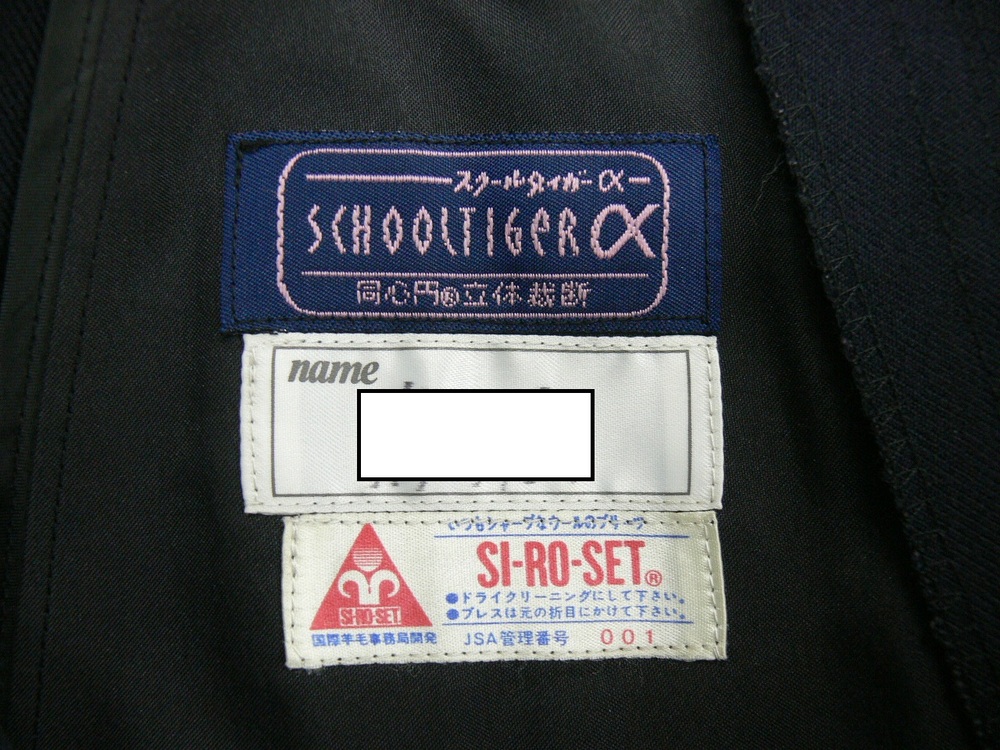 スクールタイガーα
SCHOOLTIGERα
同心円®立体裁断
name
いつもシャープなウールのプリーツ
SI-RO-SET®
●ドライクリーニングにして下さい。
●プレスは元の折目にかけて下さい。
SI-RO-SET
国際羊毛事務局開発
JSA管理番号 001